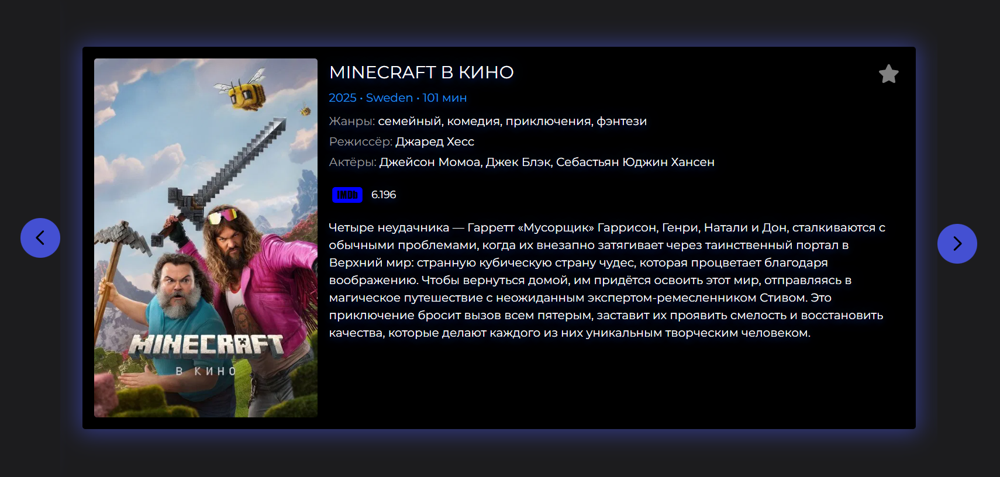 MINECRAFT В КИНО
2025 • Sweden • 101 мин
Жанры: семейный, комедия, приключения, фэнтези
Режиссёр: Джаред Хесс
Актёры: Джейсон Момоа, Джек Блэк, Себастьян Юджин Хансен
IMDb 6.196
Четыре неудачника — Гарретт «Мусорщик» Гаррисон, Генри, Натали и Дон, сталкиваются с
обычными проблемами, когда их внезапно затягивает через таинственный портал в
Верхний мир: странную кубическую страну чудес, которая процветает благодаря
воображению. Чтобы вернуться домой, им придётся освоить этот мир, отправляясь в
магическое путешествие с неожиданным экспертом-ремесленником Стивом. Это
приключение бросит вызов всем пятерым, заставит их проявить смелость и восстановить
качества, которые делают каждого из них уникальным творческим человеком.
MINECRAFT
В КИНО